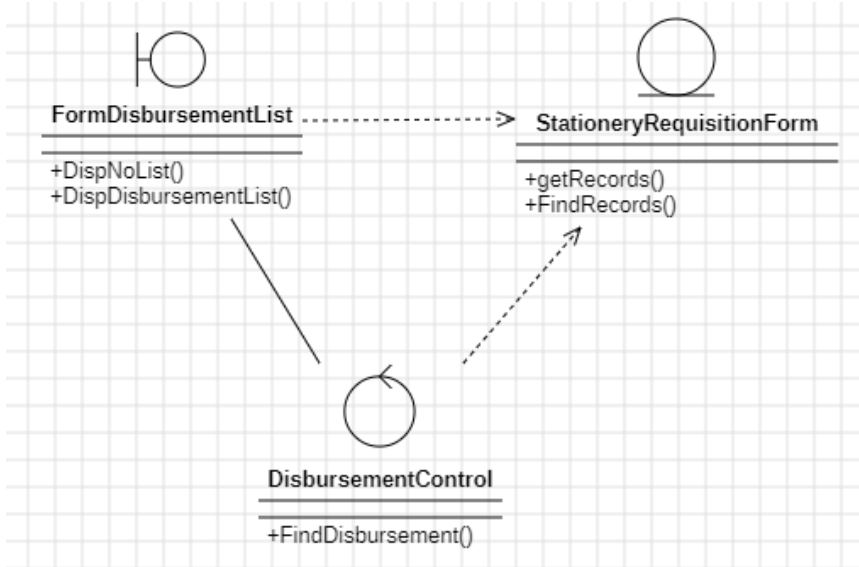 FormDisbursementList
+DispNoList()
+DispDisbursementList()
StationeryRequisitionForm
+getRecords()
+FindRecords()
DisbursementControl
+FindDisbursement()